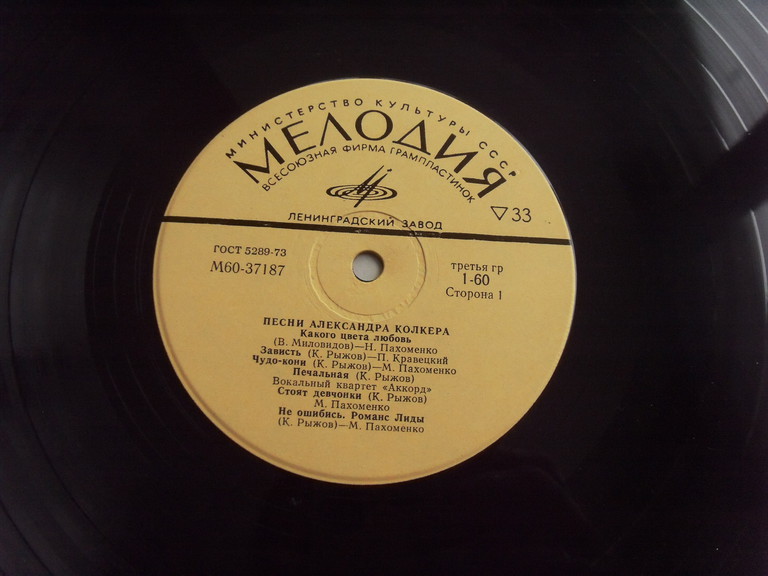 МИНИСТЕРСТВО КУЛЬТУРЫ СССР
МЕЛОДИЯ
ВСЕСОЮЗНАЯ ФИРМА ГРАМПЛАСТИНОК
▽33
ЛЕНИНГРАДСКИЙ ЗАВОД
ГОСТ 5289-73
М60-37187
третья гр
1-60
Сторона 1
ПЕСНИ АЛЕКСАНДРА КОЛКЕРА
Какого цвета любовь
(В. Миловидов)—Н. Пахоменко
Зависть (К. Рыжов)—П. Кравецкий
Чудо-кони (К. Рыжов)—М. Пахоменко
Печальная (К. Рыжов)
Вокальный квартет «Аккорд»
Стоят девчонки (К. Рыжов)
М. Пахоменко
Не ошибись. Романс Лиды
(К. Рыжов)—М. Пахоменко